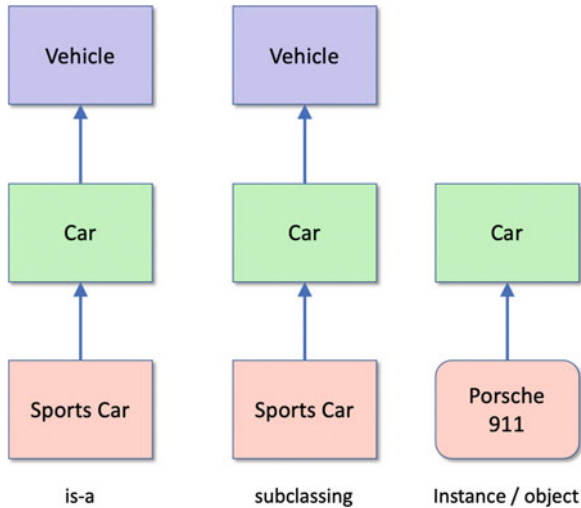 Vehicle
Vehicle
Car
Car
Car
Sports Car
Sports Car
Porsche
911
is-a
subclassing
Instance / object